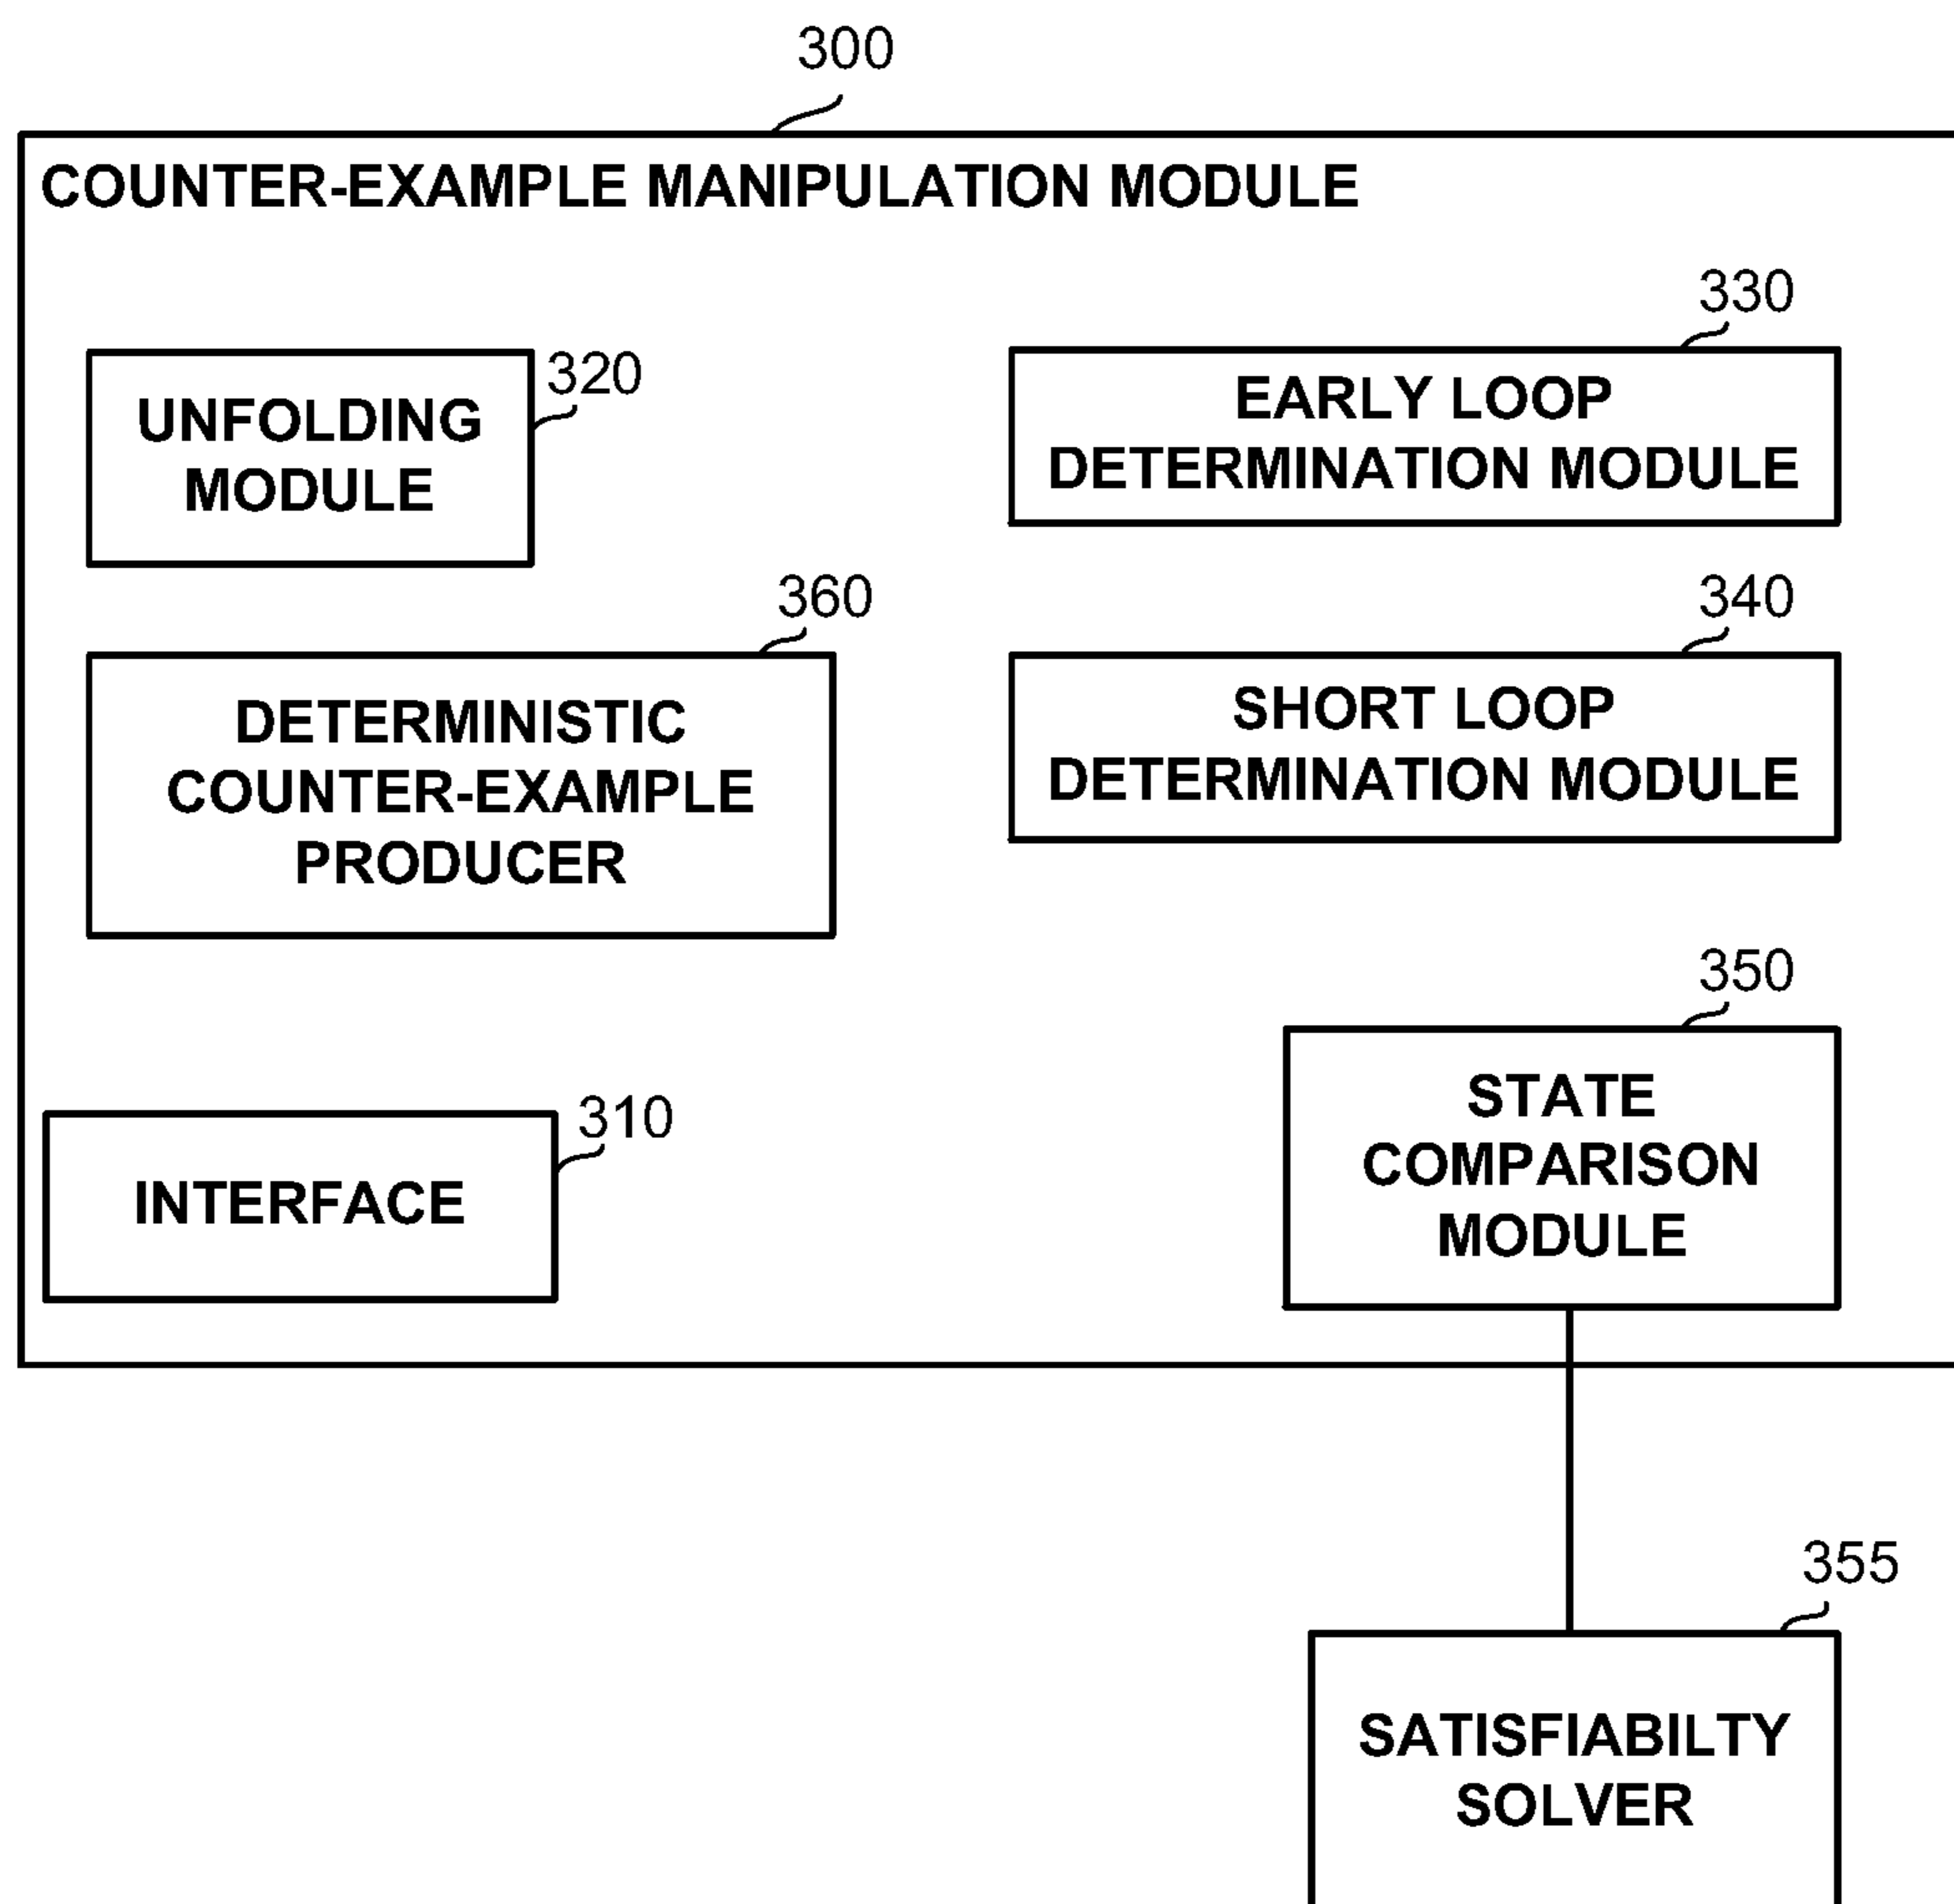 300
COUNTER-EXAMPLE MANIPULATION MODULE
330
320
UNFOLDING
MODULE
EARLY LOOP
DETERMINATION MODULE
360
340
DETERMINISTIC
COUNTER-EXAMPLE
PRODUCER
SHORT LOOP
DETERMINATION MODULE
350
310
INTERFACE
STATE
COMPARISON
MODULE
355
SATISFIABILTY
SOLVER